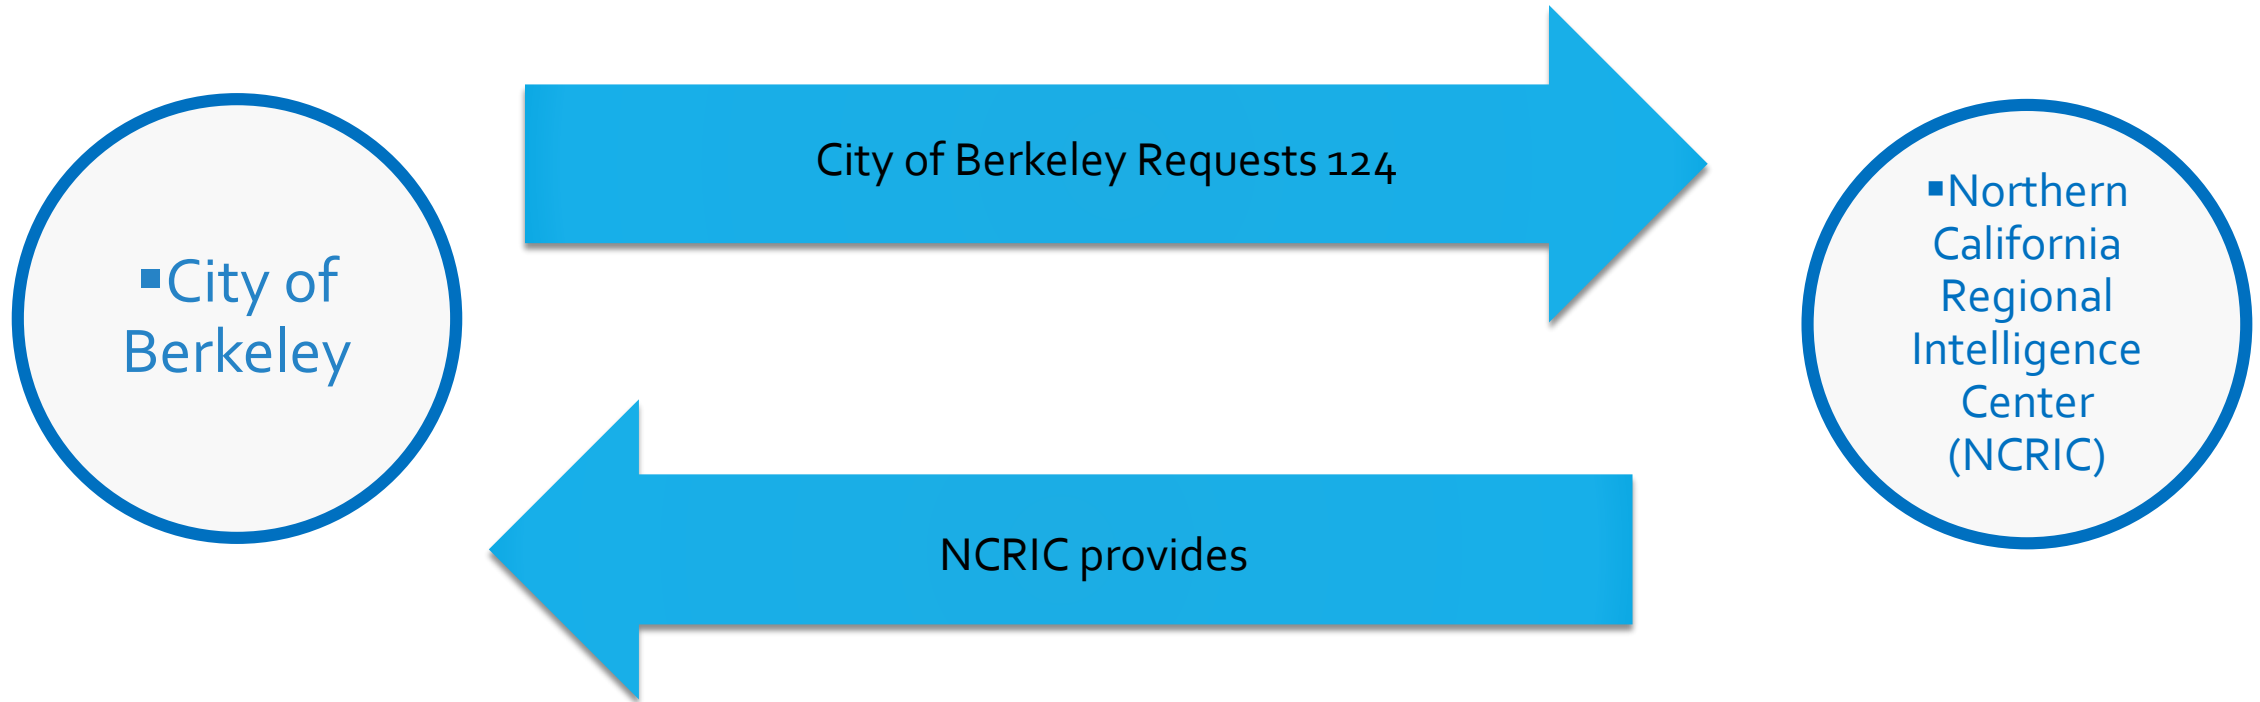 ▪City of
Berkeley
City of Berkeley Requests 124
NCRIC provides
▪Northern
California
Regional
Intelligence
Center
(NCRIC)